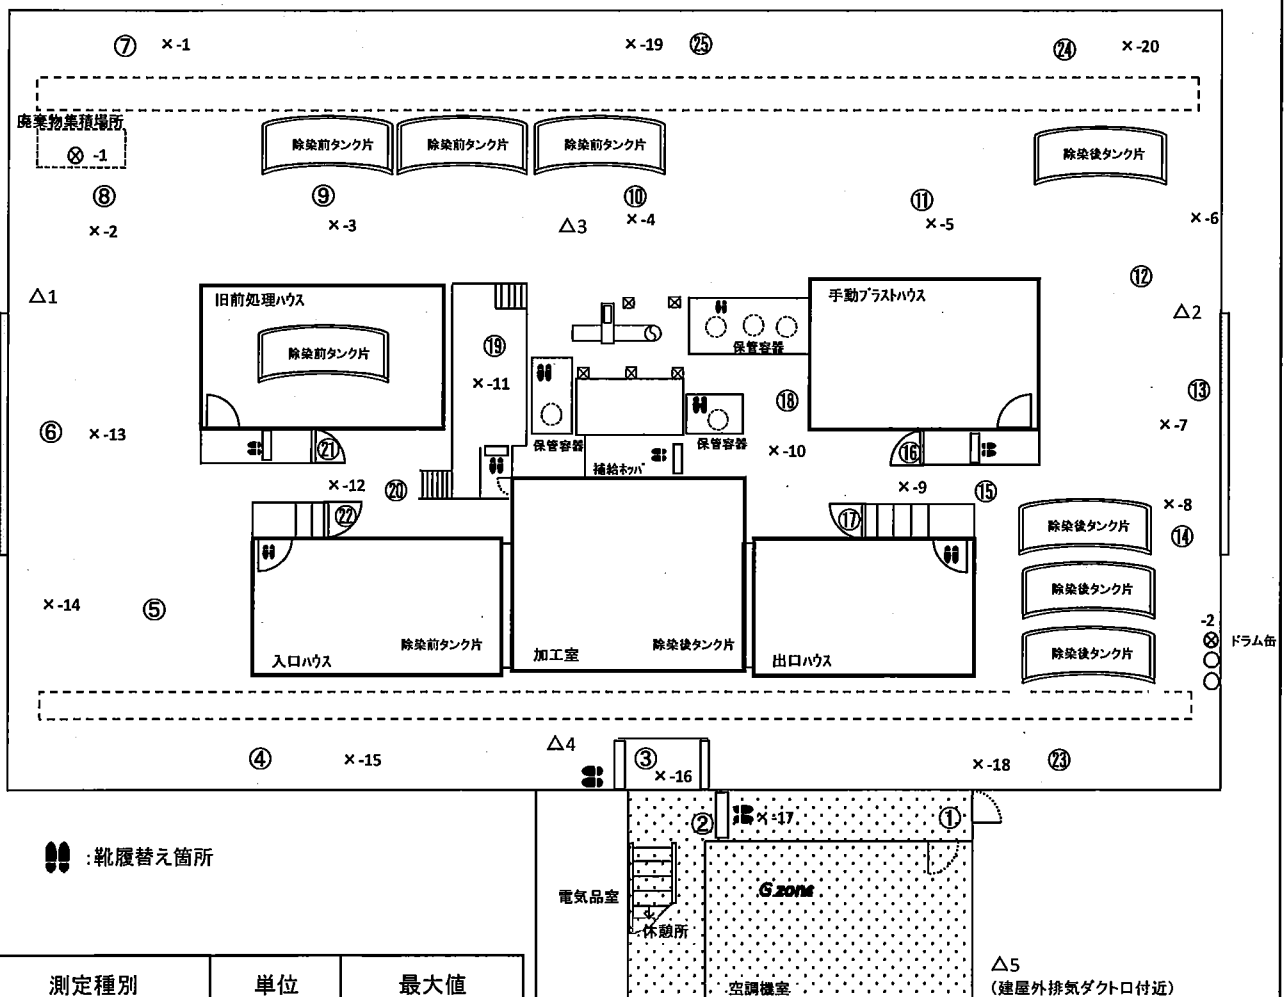 ⑦ ×-1 ×-19 ㉕ ㉔ ×-20
廃棄物集積場所
⊗ -1
除染前タンク片 除染前タンク片 除染前タンク片 除染後タンク片
⑧ ⑨ ⑩ ⑪
×-2 ×-3 △3 ×-4 ×-5 ×-6
⑫
△1 △2
旧前処理ハウス 手動ブラストハウス
除染前タンク片
⑲
保管容器
×-11
⑱ ⑬
⑥ ×-13 ×-7
保管容器 保管容器
㉑ ×-10 ⑯
補給ホッパ
×-12 ⑳ ×-9 ⑮
×-8
㉒ ⑰ 除染後タンク片 ⑭
除染後タンク片
×-14 ⑤
-2
⊗ ドラム缶
除染前タンク片 除染後タンク片 除染後タンク片
入口ハウス 加工室 出口ハウス
△4
④ ×-15 ③ ×-16 ×-18 ㉓
② ×-17 ①
:靴履替え箇所
電気品室 G zone
休憩所
△5
(建屋外排気ダクト口付近)
空調機室
測定種別 単位 最大値